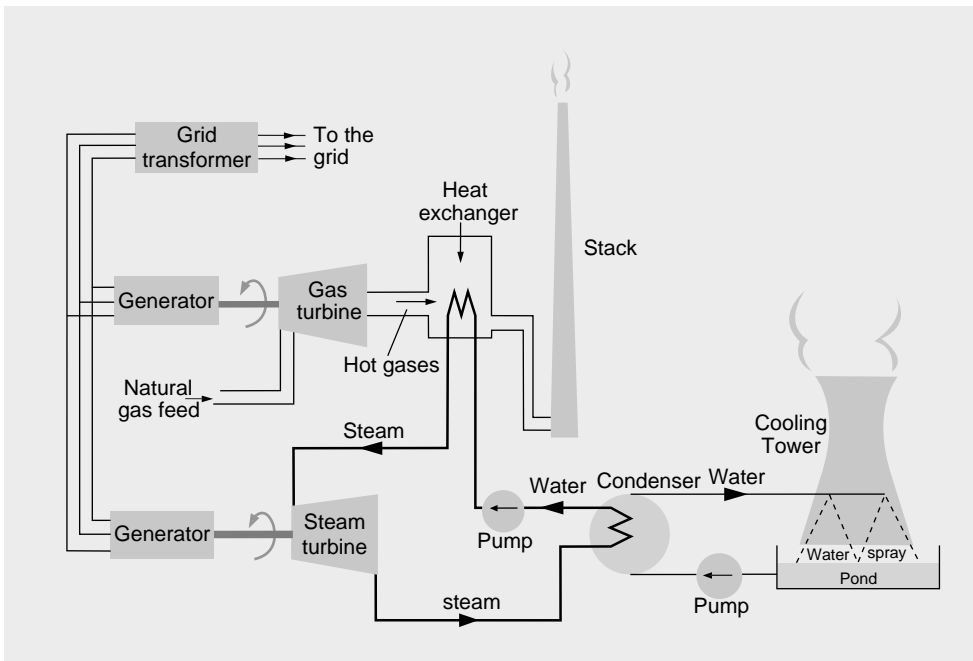 Grid
transformer
To the
grid
Heat
exchanger
Stack
Generator
Gas
turbine
Hot gases
Natural
gas feed
Steam
Cooling
Tower
Water
Condenser
Water
Generator
Steam
turbine
Pump
Water spray
Pond
steam
Pump